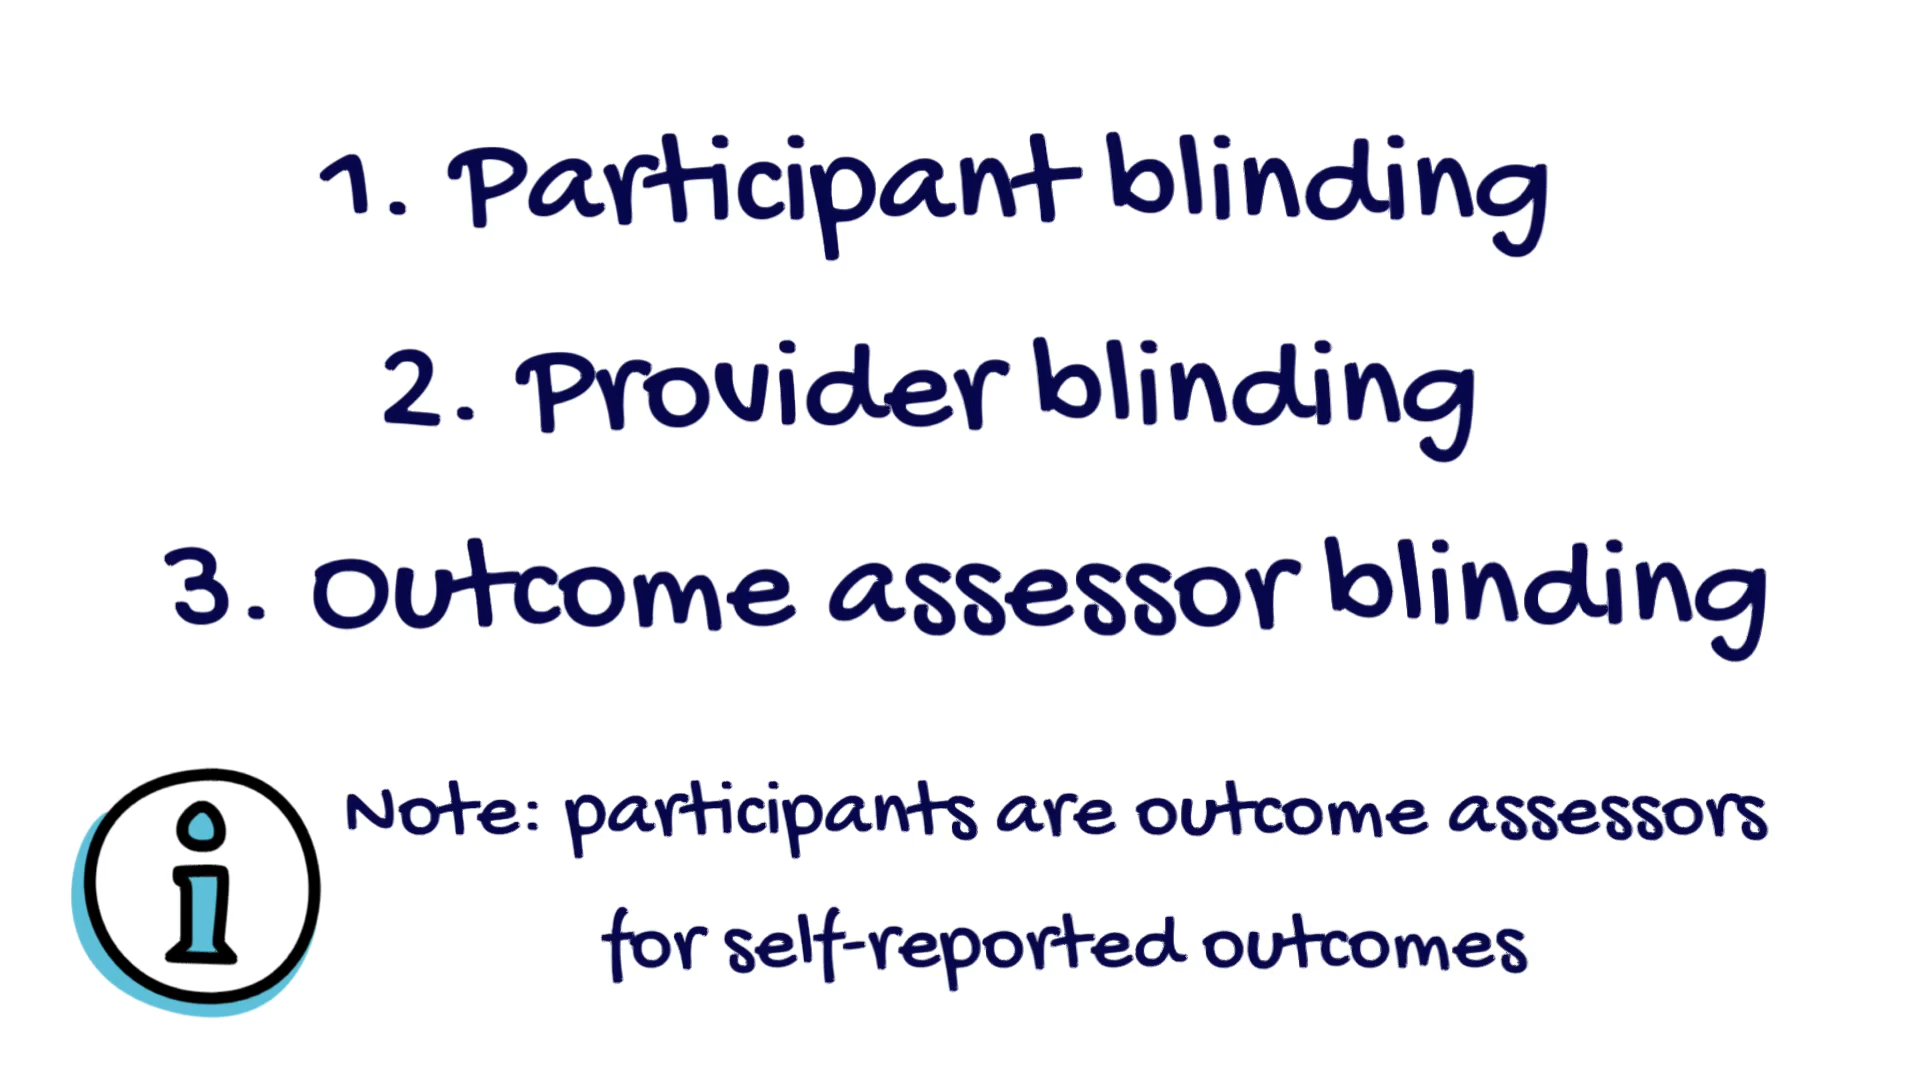 1. Participant blinding
2. Provider blinding
3. Outcome assessor blinding
Note: participants are outcome assessors
for self-reported outcomes